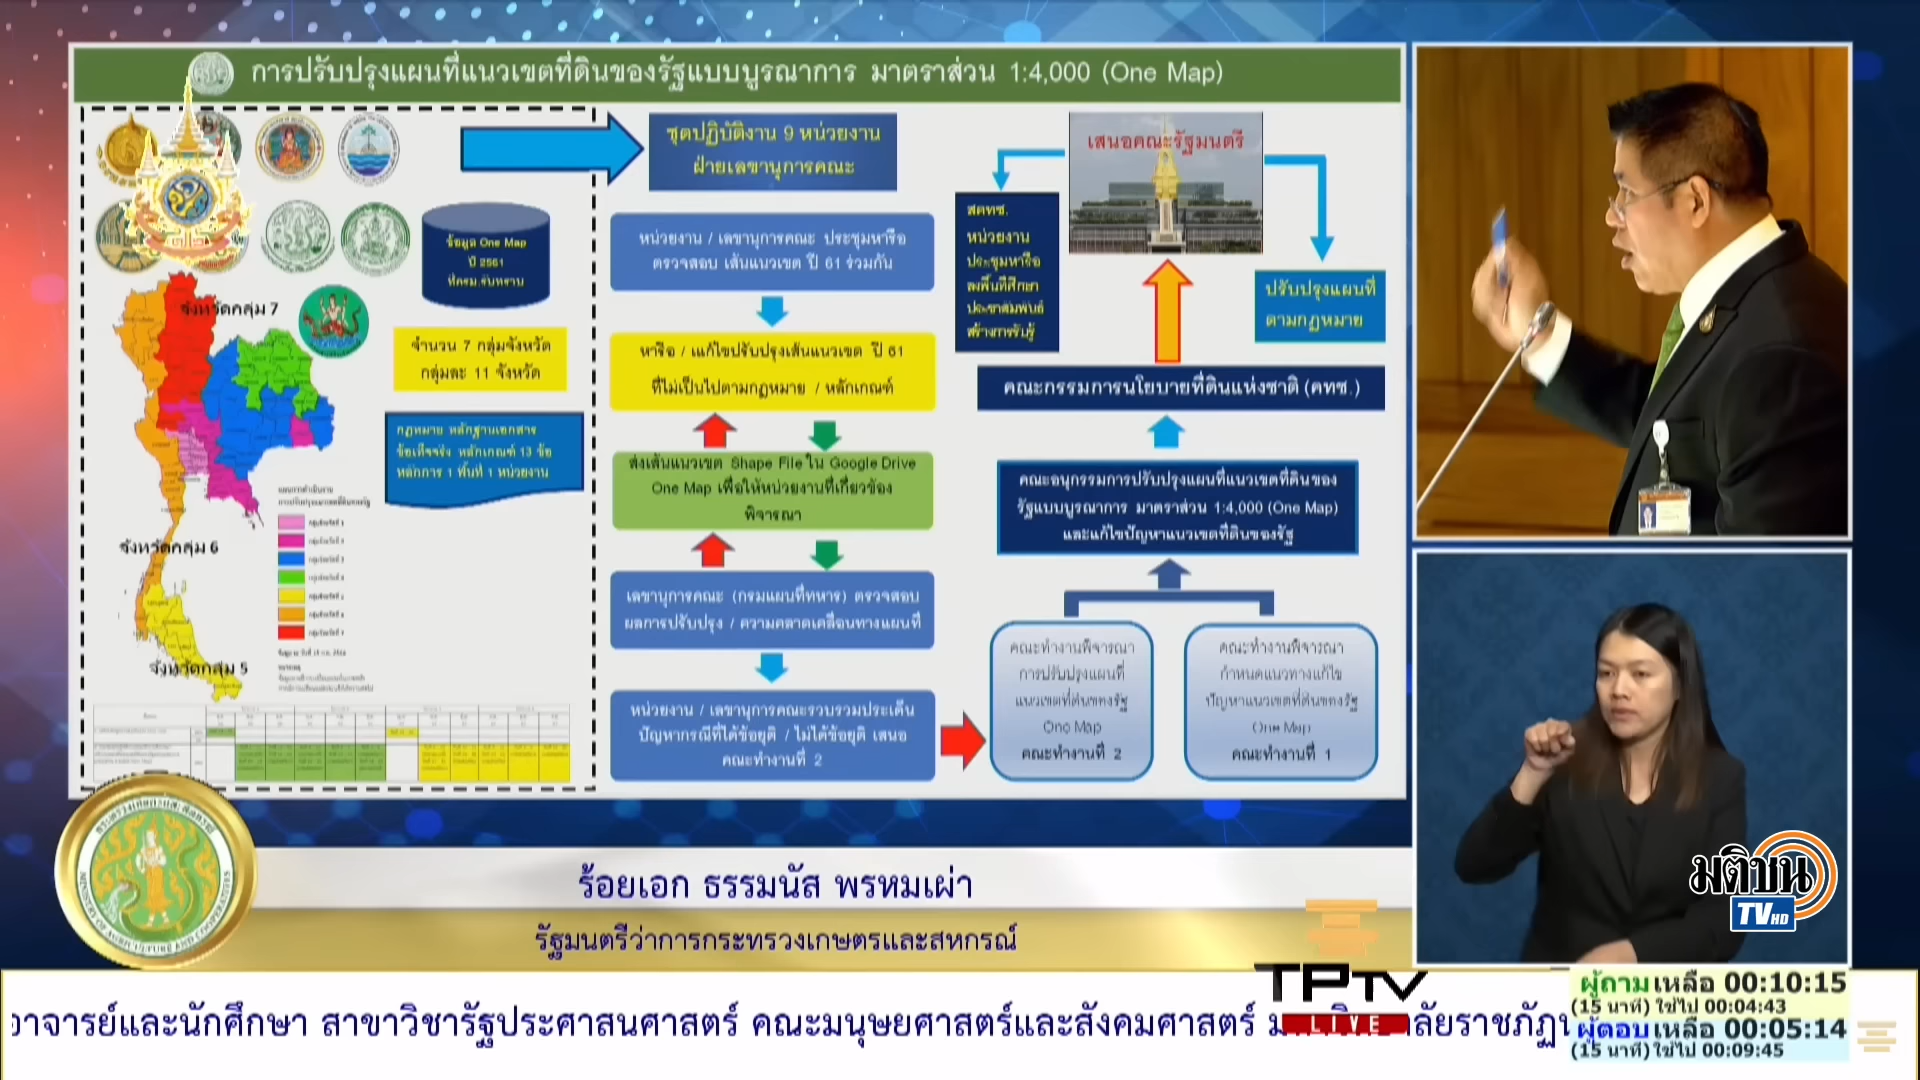 การปรับปรุงแผนที่แนวเขตที่ดินของรัฐแบบบูรณาการ มาตราส่วน 1:4,000 (One Map)
ข้อมูล One Map
ปี 2561
ที่ครม.รับทราบ
จังหวัดกลุ่ม 7
จำนวน 7 กลุ่มจังหวัด
กลุ่มละ 11 จังหวัด
กฎหมาย หลักฐานเอกสาร
ข้อเท็จจริง หลักเกณฑ์ 13 ข้อ
หลักการ 1 พื้นที่ 1 หน่วยงาน
จังหวัดกลุ่ม 6
จังหวัดกลุ่ม 5
ชุดปฏิบัติงาน 9 หน่วยงาน
ฝ่ายเลขานุการคณะ
หน่วยงาน / เลขานุการคณะ ประชุมหารือ
ตรวจสอบ เส้นแนวเขต ปี 61 ร่วมกัน
หารือ / แก้ไขปรับปรุงเส้นแนวเขต ปี 61
ที่ไม่เป็นไปตามกฎหมาย / หลักเกณฑ์
ส่งเส้นแนวเขต Shape File ใน Google Drive
One Map เพื่อให้หน่วยงานที่เกี่ยวข้อง
พิจารณา
เลขานุการคณะ (กรมแผนที่ทหาร) ตรวจสอบ
ผลการปรับปรุง / ความคลาดเคลื่อนทางแผนที่
หน่วยงาน / เลขานุการคณะรวบรวมประเด็น
ปัญหากรณีที่ได้ข้อยุติ / ไม่ได้ข้อยุติ เสนอ
คณะทำงานที่ 2
เสนอคณะรัฐมนตรี
สคทช.
หน่วยงาน
ประชุมหารือ
ลงพื้นที่ศึกษา
ประชาสัมพันธ์
สร้างการรับรู้
ปรับปรุงแผนที่
ตามกฎหมาย
คณะกรรมการนโยบายที่ดินแห่งชาติ (คทช.)
คณะอนุกรรมการปรับปรุงแผนที่แนวเขตที่ดินของ
รัฐแบบบูรณาการ มาตราส่วน 1:4,000 (One Map)
และแก้ไขปัญหาแนวเขตที่ดินของรัฐ
คณะทำงานพิจารณา
การปรับปรุงแผนที่
แนวเขตที่ดินของรัฐ
One Map
คณะทำงานที่ 2
คณะทำงานพิจารณา
กำหนดแนวทางแก้ไข
ปัญหาแนวเขตที่ดินของรัฐ
One Map
คณะทำงานที่ 1
MINISTRY OF AGRICULTURE AND COOPERATIVES
ร้อยเอก ธรรมนัส พรหมเผ่า
รัฐมนตรีว่าการกระทรวงเกษตรและสหกรณ์
มติชน
TV HD
TPTV
LIVE
อาจารย์และนักศึกษา สาขาวิชารัฐประศาสนศาสตร์ คณะมนุษยศาสตร์และสังคมศาสตร์
ลัยราชภัฏ
ผู้ถาม เหลือ 00:10:15
(15 นาที) ใช้ไป 00:04:43
ผู้ตอบ เหลือ 00:05:14
(15 นาที) ใช้ไป 00:09:45